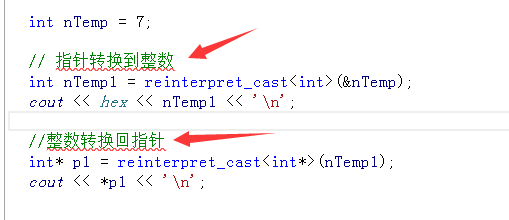 int nTemp = 7;
// 指针转换到整数
int nTemp1 = reinterpret_cast<int>(&nTemp);
cout << hex << nTemp1 << '\n';
//整数转换回指针
int* p1 = reinterpret_cast<int*>(nTemp1);
cout << *p1 << '\n';